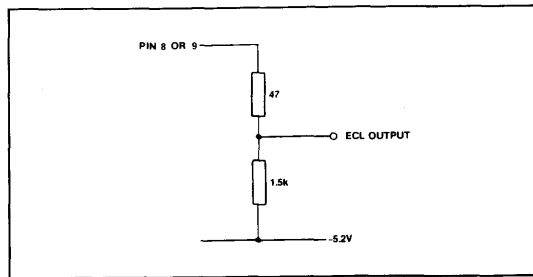 PIN 8 OR 9
47
ECL OUTPUT
1.5k
-5.2V